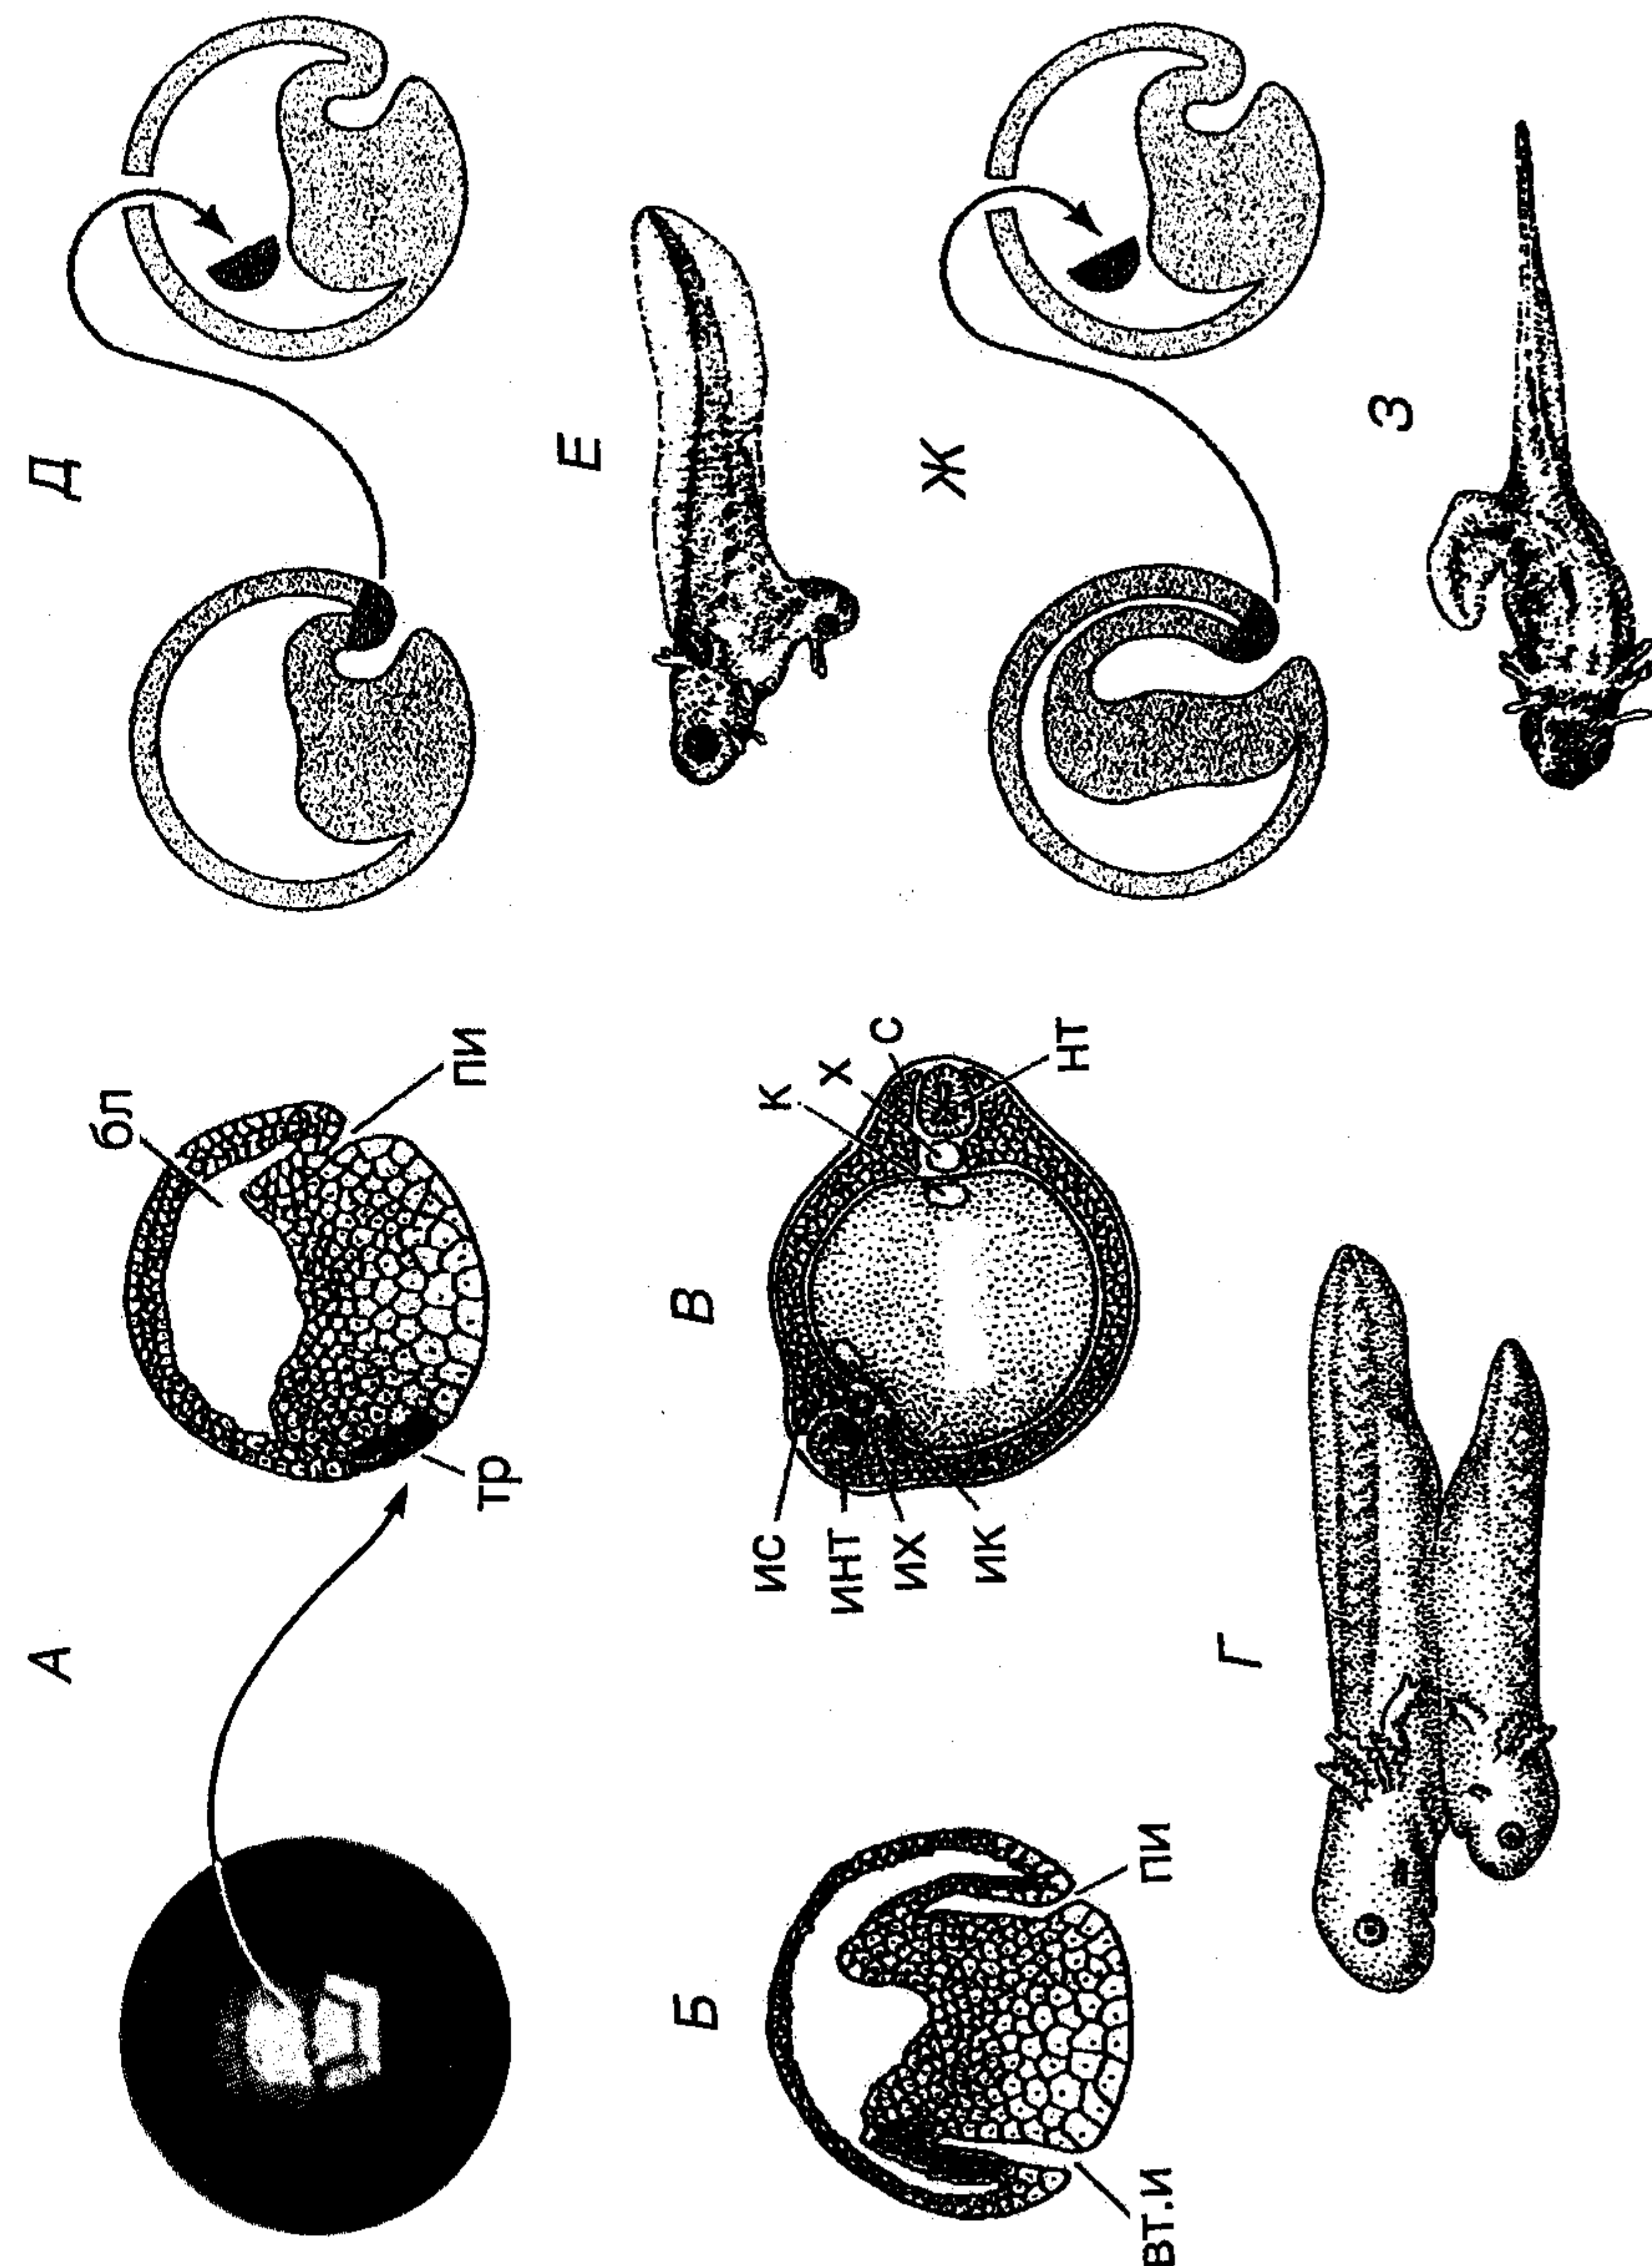 А
бл
пи
тр
Б
вт.и
пи
В
ис
инт
их
ик
к
х
с
нт
Г
Д
Е
Ж
З